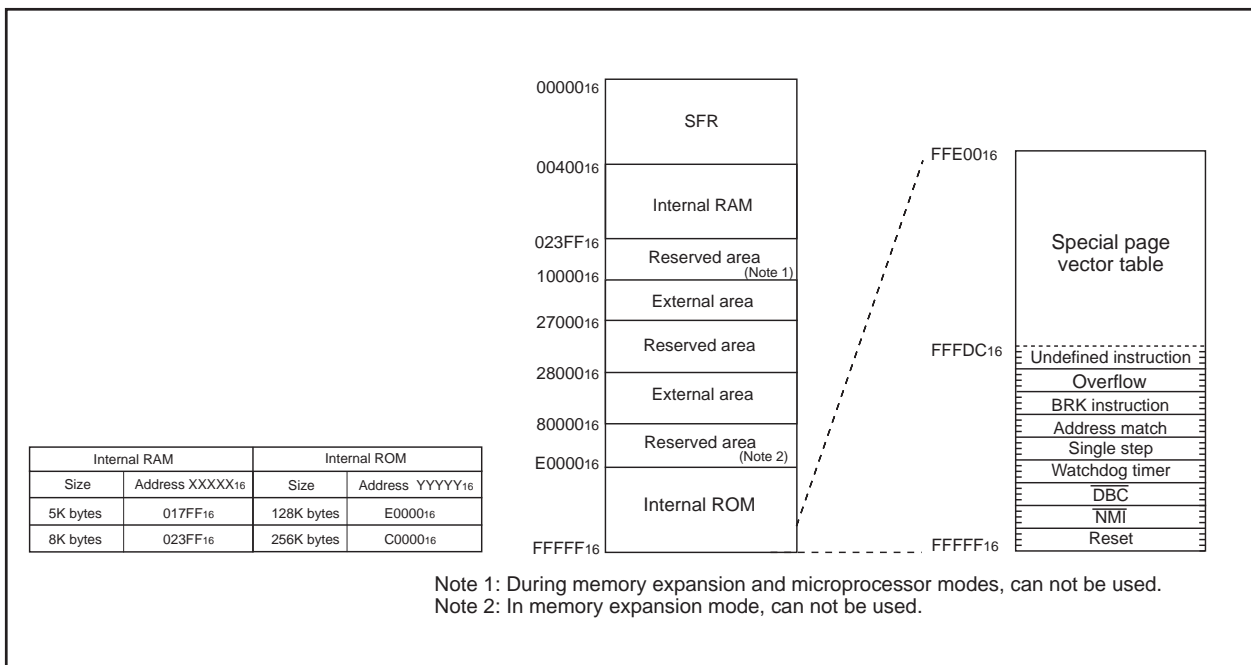 0000016
SFR
0040016
Internal RAM
023FF16
Reserved area
(Note 1)
1000016
External area
2700016
Reserved area
2800016
External area
8000016
Reserved area
(Note 2)
E000016
Internal ROM
FFFFF16
FFE0016
Special page
vector table
FFFDC16
Undefined instruction
Overflow
BRK instruction
Address match
Single step
Watchdog timer
DBC
NMI
Reset
FFFFF16
Internal RAM Internal ROM
Size Address XXXXX16 Size Address YYYYY16
5K bytes 017FF16 128K bytes E000016
8K bytes 023FF16 256K bytes C000016
Note 1: During memory expansion and microprocessor modes, can not be used.
Note 2: In memory expansion mode, can not be used.